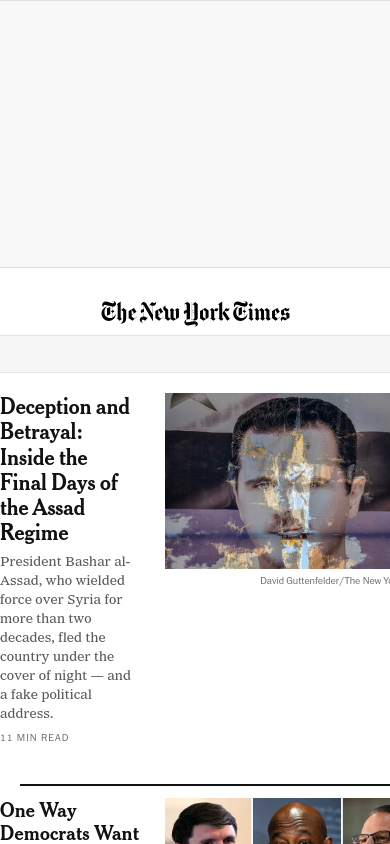 The New York Times
Deception and
Betrayal:
Inside the
Final Days of
the Assad
Regime
President Bashar al-
Assad, who wielded
force over Syria for
more than two
decades, fled the
country under the
cover of night — and
a fake political
address.
11 MIN READ
David Guttenfelder/The New Yo
One Way
Democrats Want